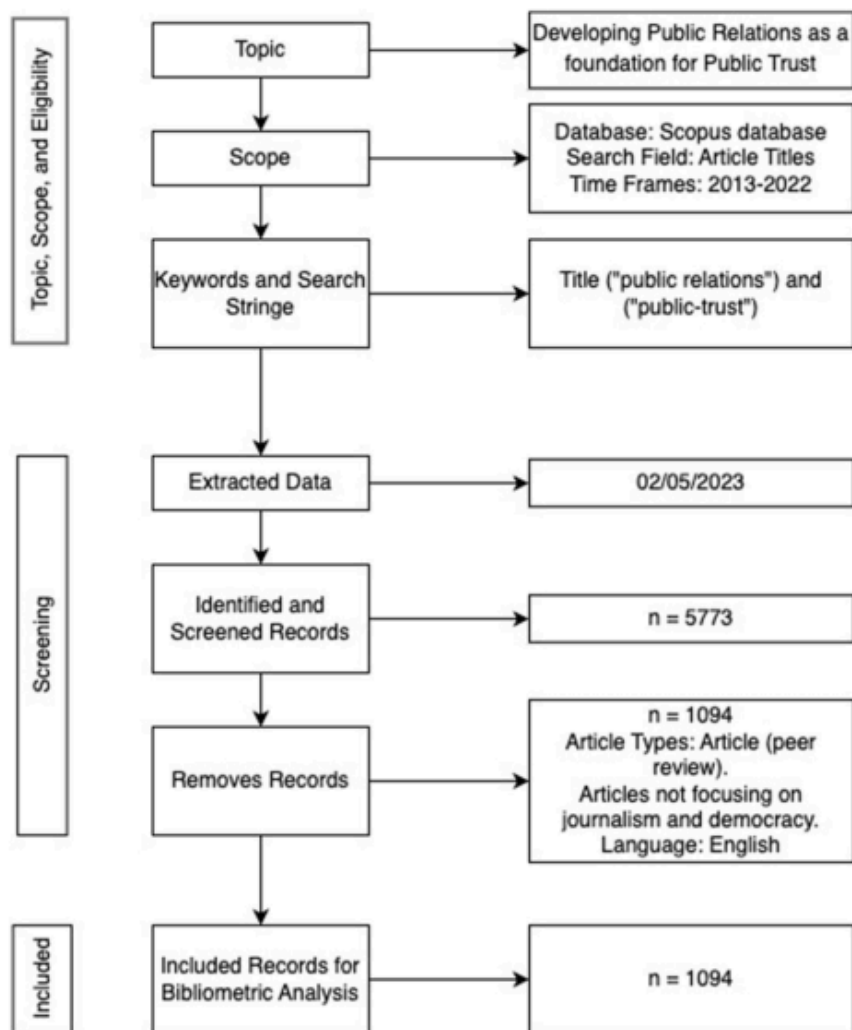 Topic, Scope, and Eligibility
Topic
Developing Public Relations as a
foundation for Public Trust
Scope
Database: Scopus database
Search Field: Article Titles
Time Frames: 2013-2022
Keywords and Search
Stringe
Title ("public relations") and
("public-trust")
Screening
Extracted Data
02/05/2023
Identified and
Screened Records
n = 5773
Removes Records
n = 1094
Article Types: Article (peer
review).
Articles not focusing on
journalism and democracy.
Language: English
Included
Included Records for
Bibliometric Analysis
n = 1094